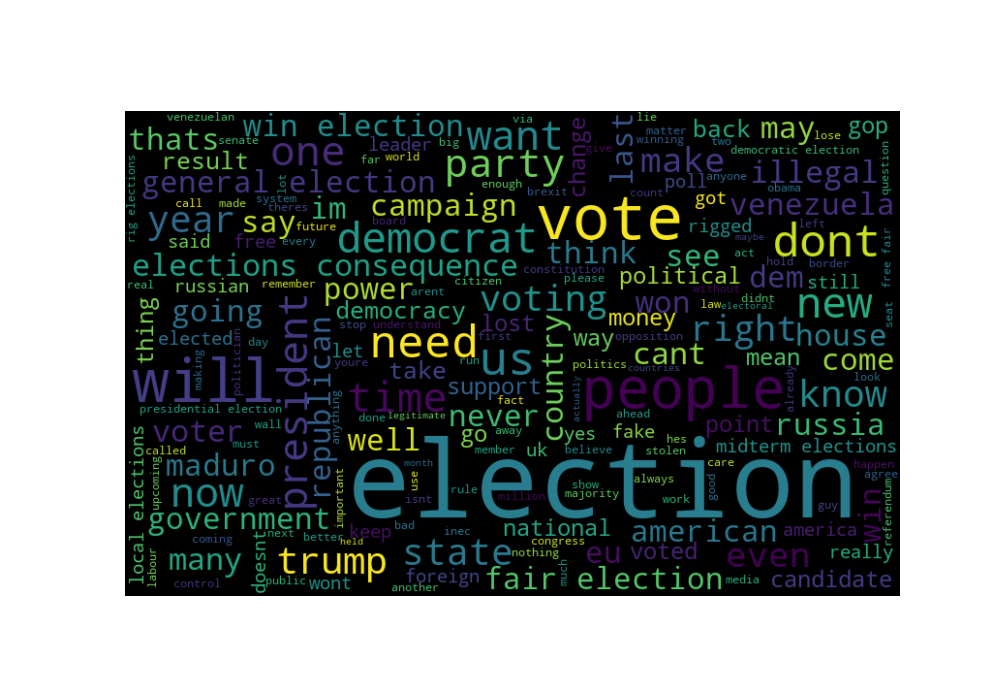 venezuelan
thats
win election
want
via
lie
last
change
back
may
gop
senate
result
one
leader
big
matter
winning
two
lose
democratic election
question
rig elections
far
world
party
give
make
illegal
general election
enough
brexit
poll
anyone
obama
count
system
lot
call
made
theres
im
campaign
vote
got
venezuela
year
say
future
board
democrat
think
see
rigged
maybe
left
dont
said
free
every
act
hold
border
free fair
elections consequence
constitution
citizen
please
political
dem
still
real
russian
remember
power
arent
without
new
going
thing
democracy
voting
won
money
law
electoral
didnt
seat
elected
day
president
republican
let
stop
understand
lost
first
country
way
opposition
right
house
politician
making
need
us
cant
mean
come
youre
run
politics
countries
will
take
support
time
fact
people
already
actually
look
know
presidential election
anything
done
legitimate
never
ahead
point
russia
wall
voter
must
well
go
yes
fake
hes
stolen
midterm elections
away
uk
believe
called
maduro
month
member
care
happen
agree
local elections
upcoming
election
use
isnt
rule
show
majority
always
work
good
guy
now
great
important
million
referendum
win
government
keep
bad
inec
national
american
america
coming
next
better
held
congress
labour
many
doesnt
trump
state
nothing
eu
voted
even
really
control
public
wont
foreign
fair election
much
media
candidate
another